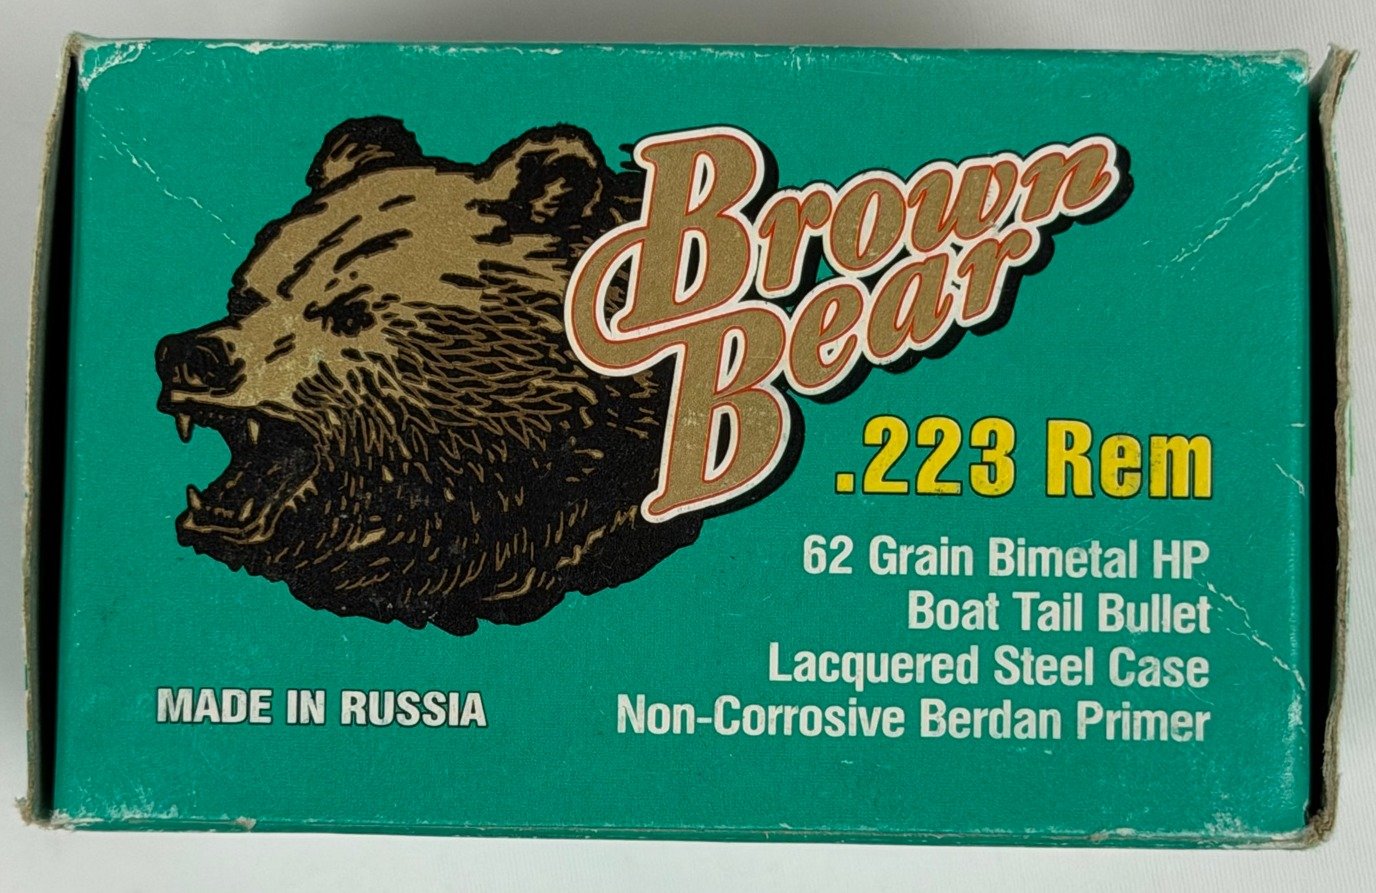 Brown
Bear
.223 Rem
62 Grain Bimetal HP
Boat Tail Bullet
Lacquered Steel Case
Non-Corrosive Berdan Primer
MADE IN RUSSIA